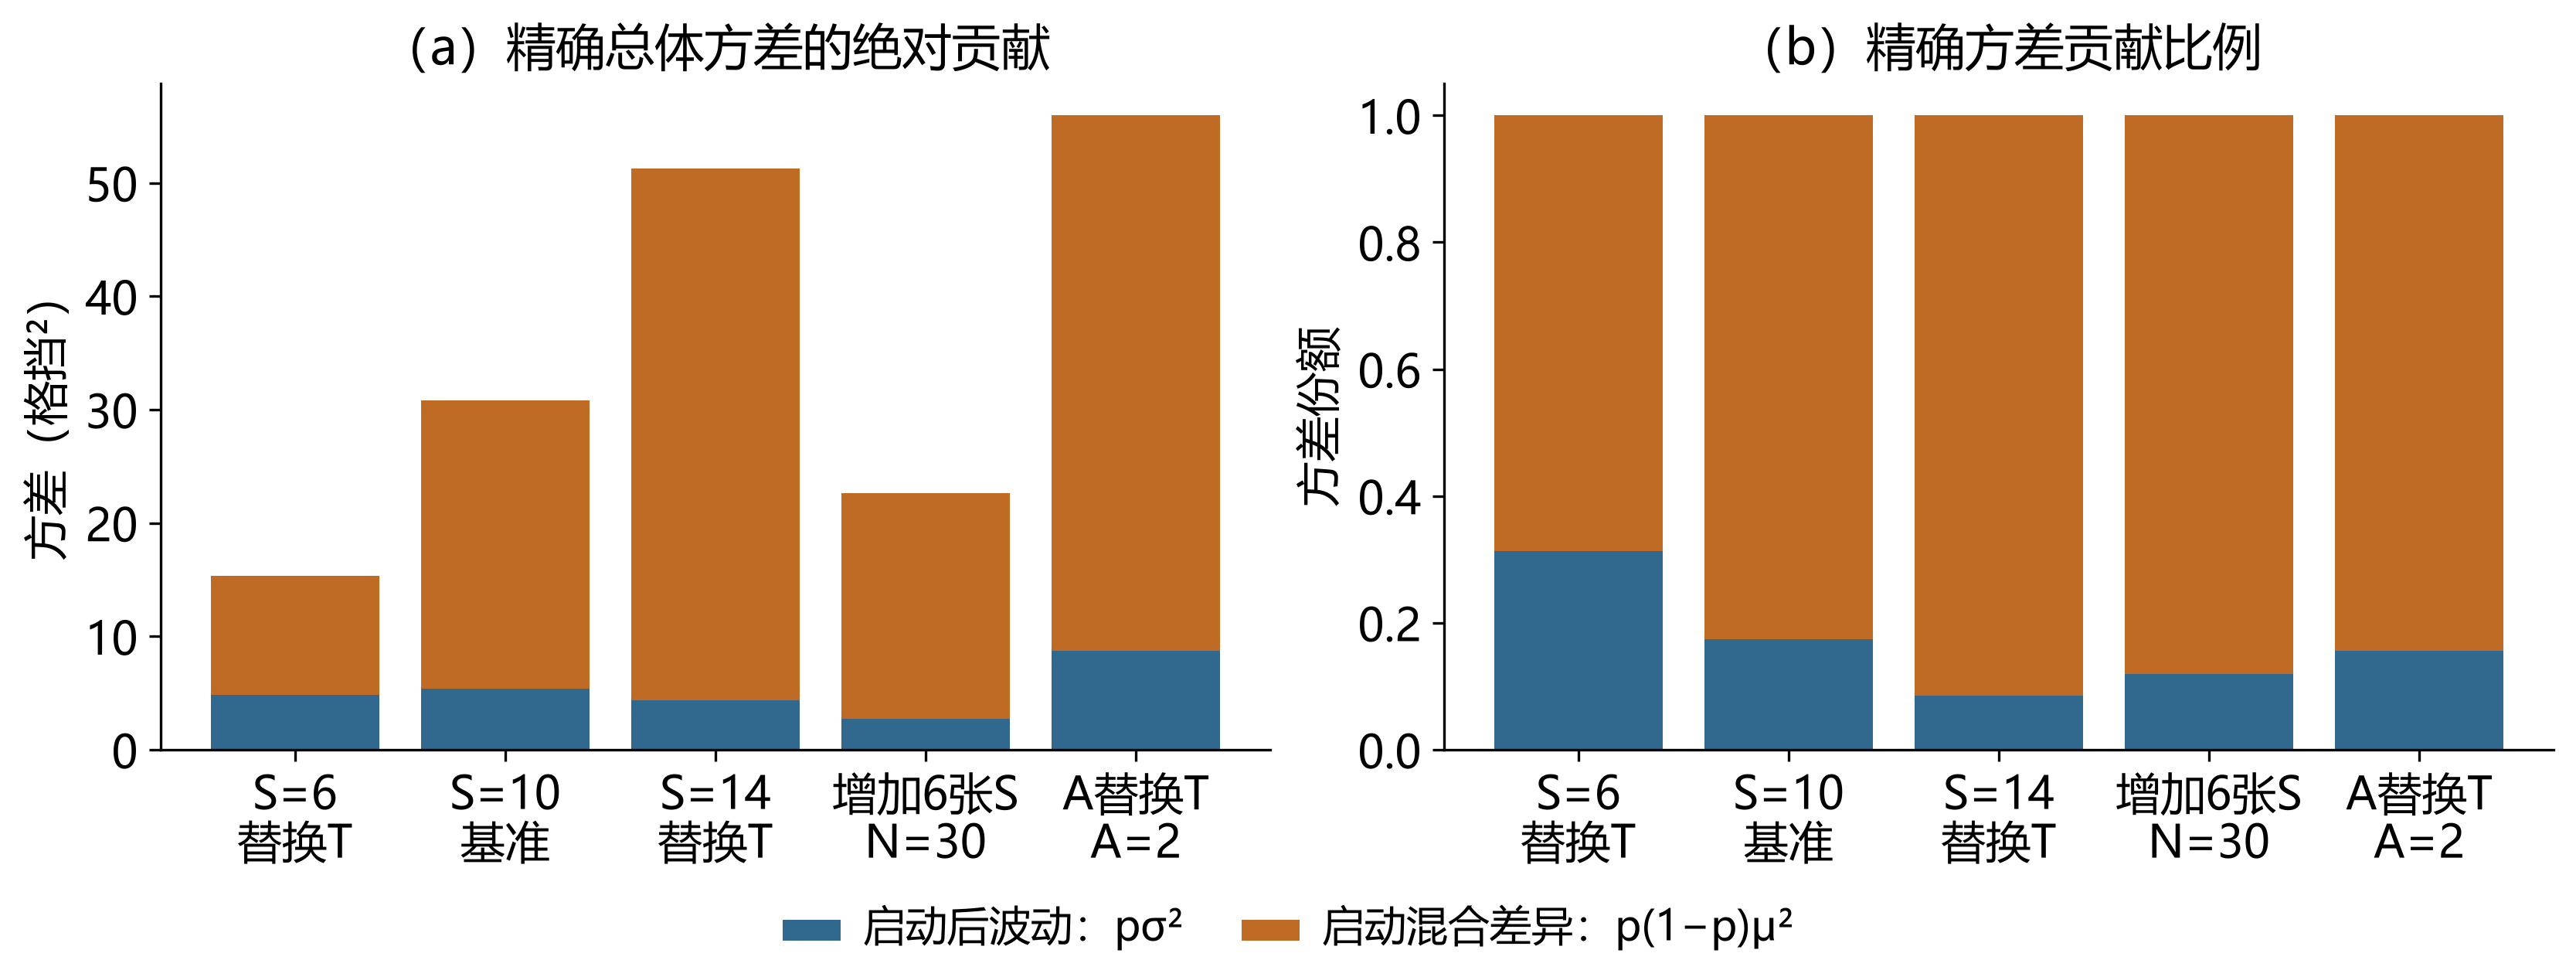 （a）精确总体方差的绝对贡献
方差（格挡²）
50
40
30
20
10
0
S=6
替换T
S=10
基准
S=14
替换T
增加6张S
N=30
A替换T
A=2
（b）精确方差贡献比例
方差份额
1.0
0.8
0.6
0.4
0.2
0.0
S=6
替换T
S=10
基准
S=14
替换T
增加6张S
N=30
A替换T
A=2
启动后波动：pσ²
启动混合差异：p(1−p)μ²